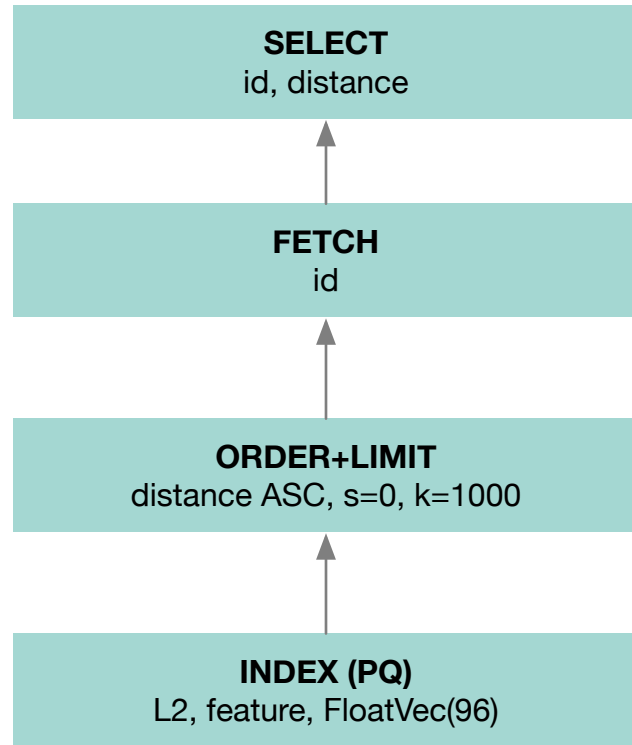 SELECT
id, distance
FETCH
id
ORDER+LIMIT
distance ASC, s=0, k=1000
INDEX (PQ)
L2, feature, FloatVec(96)